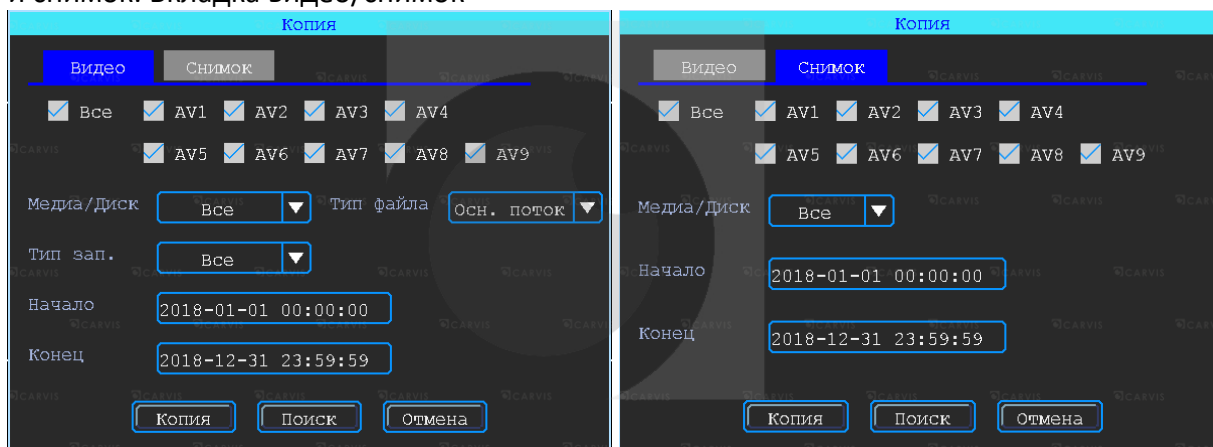 и снимок. Вкладка видео/снимок
Копия
Видео Снимок
Все AV1 AV2 AV3 AV4
AV5 AV6 AV7 AV8 AV9
Медиа/Диск Все Тип файла Осн. поток
Тип зап. Все
Начало 2018-01-01 00:00:00
Конец 2018-12-31 23:59:59
Копия Поиск Отмена
Копия
Видео Снимок
Все AV1 AV2 AV3 AV4
AV5 AV6 AV7 AV8 AV9
Медиа/Диск Все
Начало 2018-01-01 00:00:00
Конец 2018-12-31 23:59:59
Копия Поиск Отмена
CARVIS